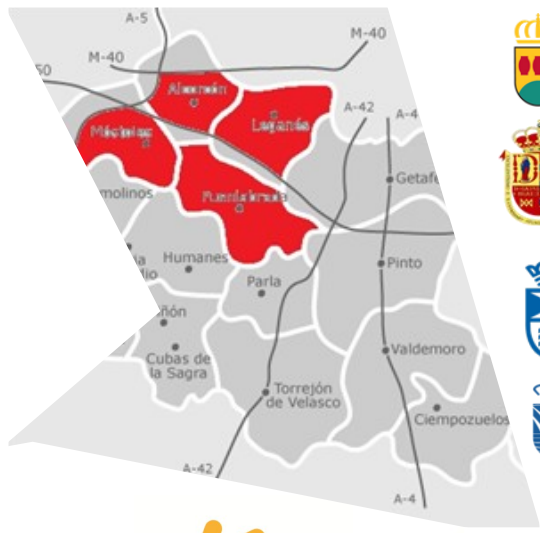 A-5
M-40
M-40
50
Alcorcón
A-42
A-4
Leganés
Móstoles
Getafe
molinos
Fuenlabrada
Humanes
Pinto
Parla
Cubas de
la Sagra
Valdemoro
Torrejón
de Velasco
Ciempozuelos
A-42
A-4